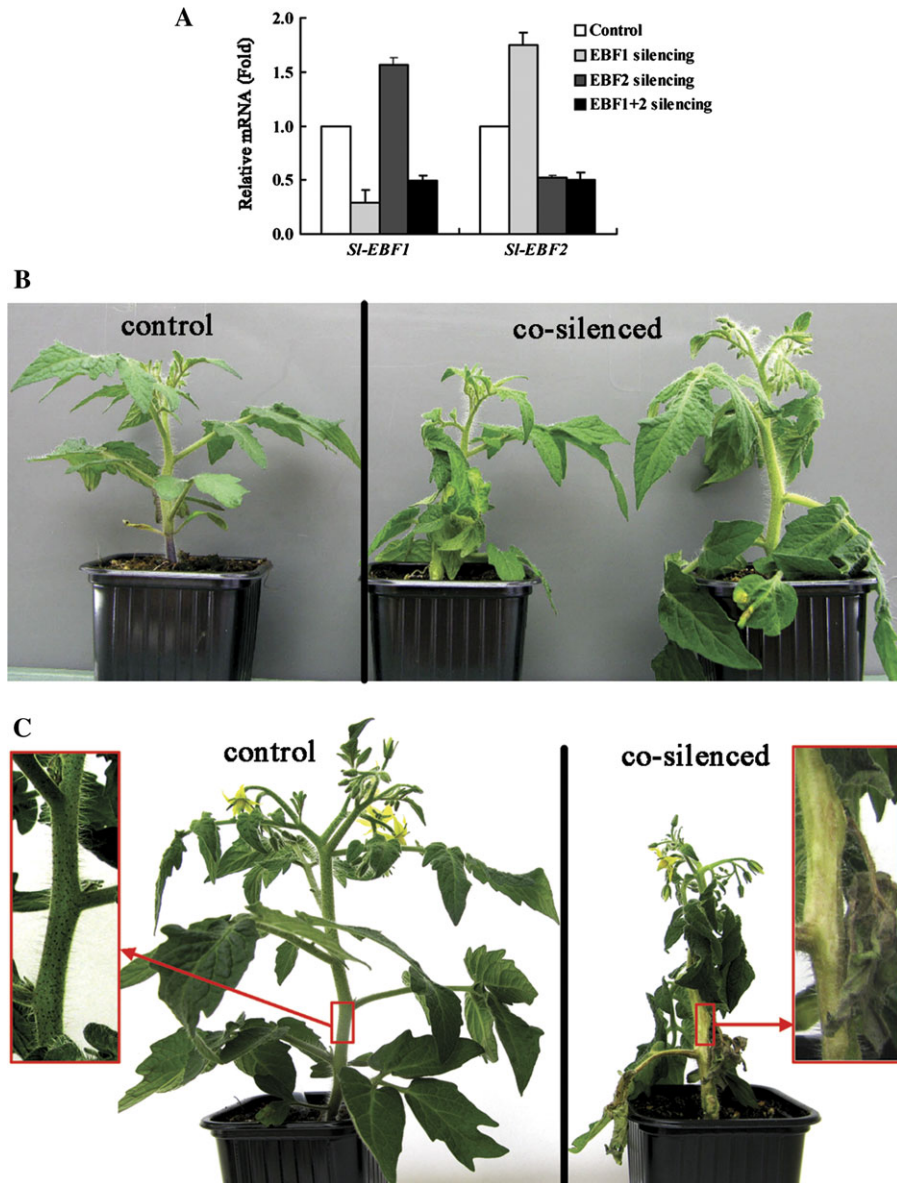 A
2.0
1.5
1.0
0.5
0.0
Relative mRNA (Fold)
Control
EBF1 silencing
EBF2 silencing
EBF1+2 silencing
Sl-EBF1
Sl-EBF2
B
control
co-silenced
C
control
co-silenced